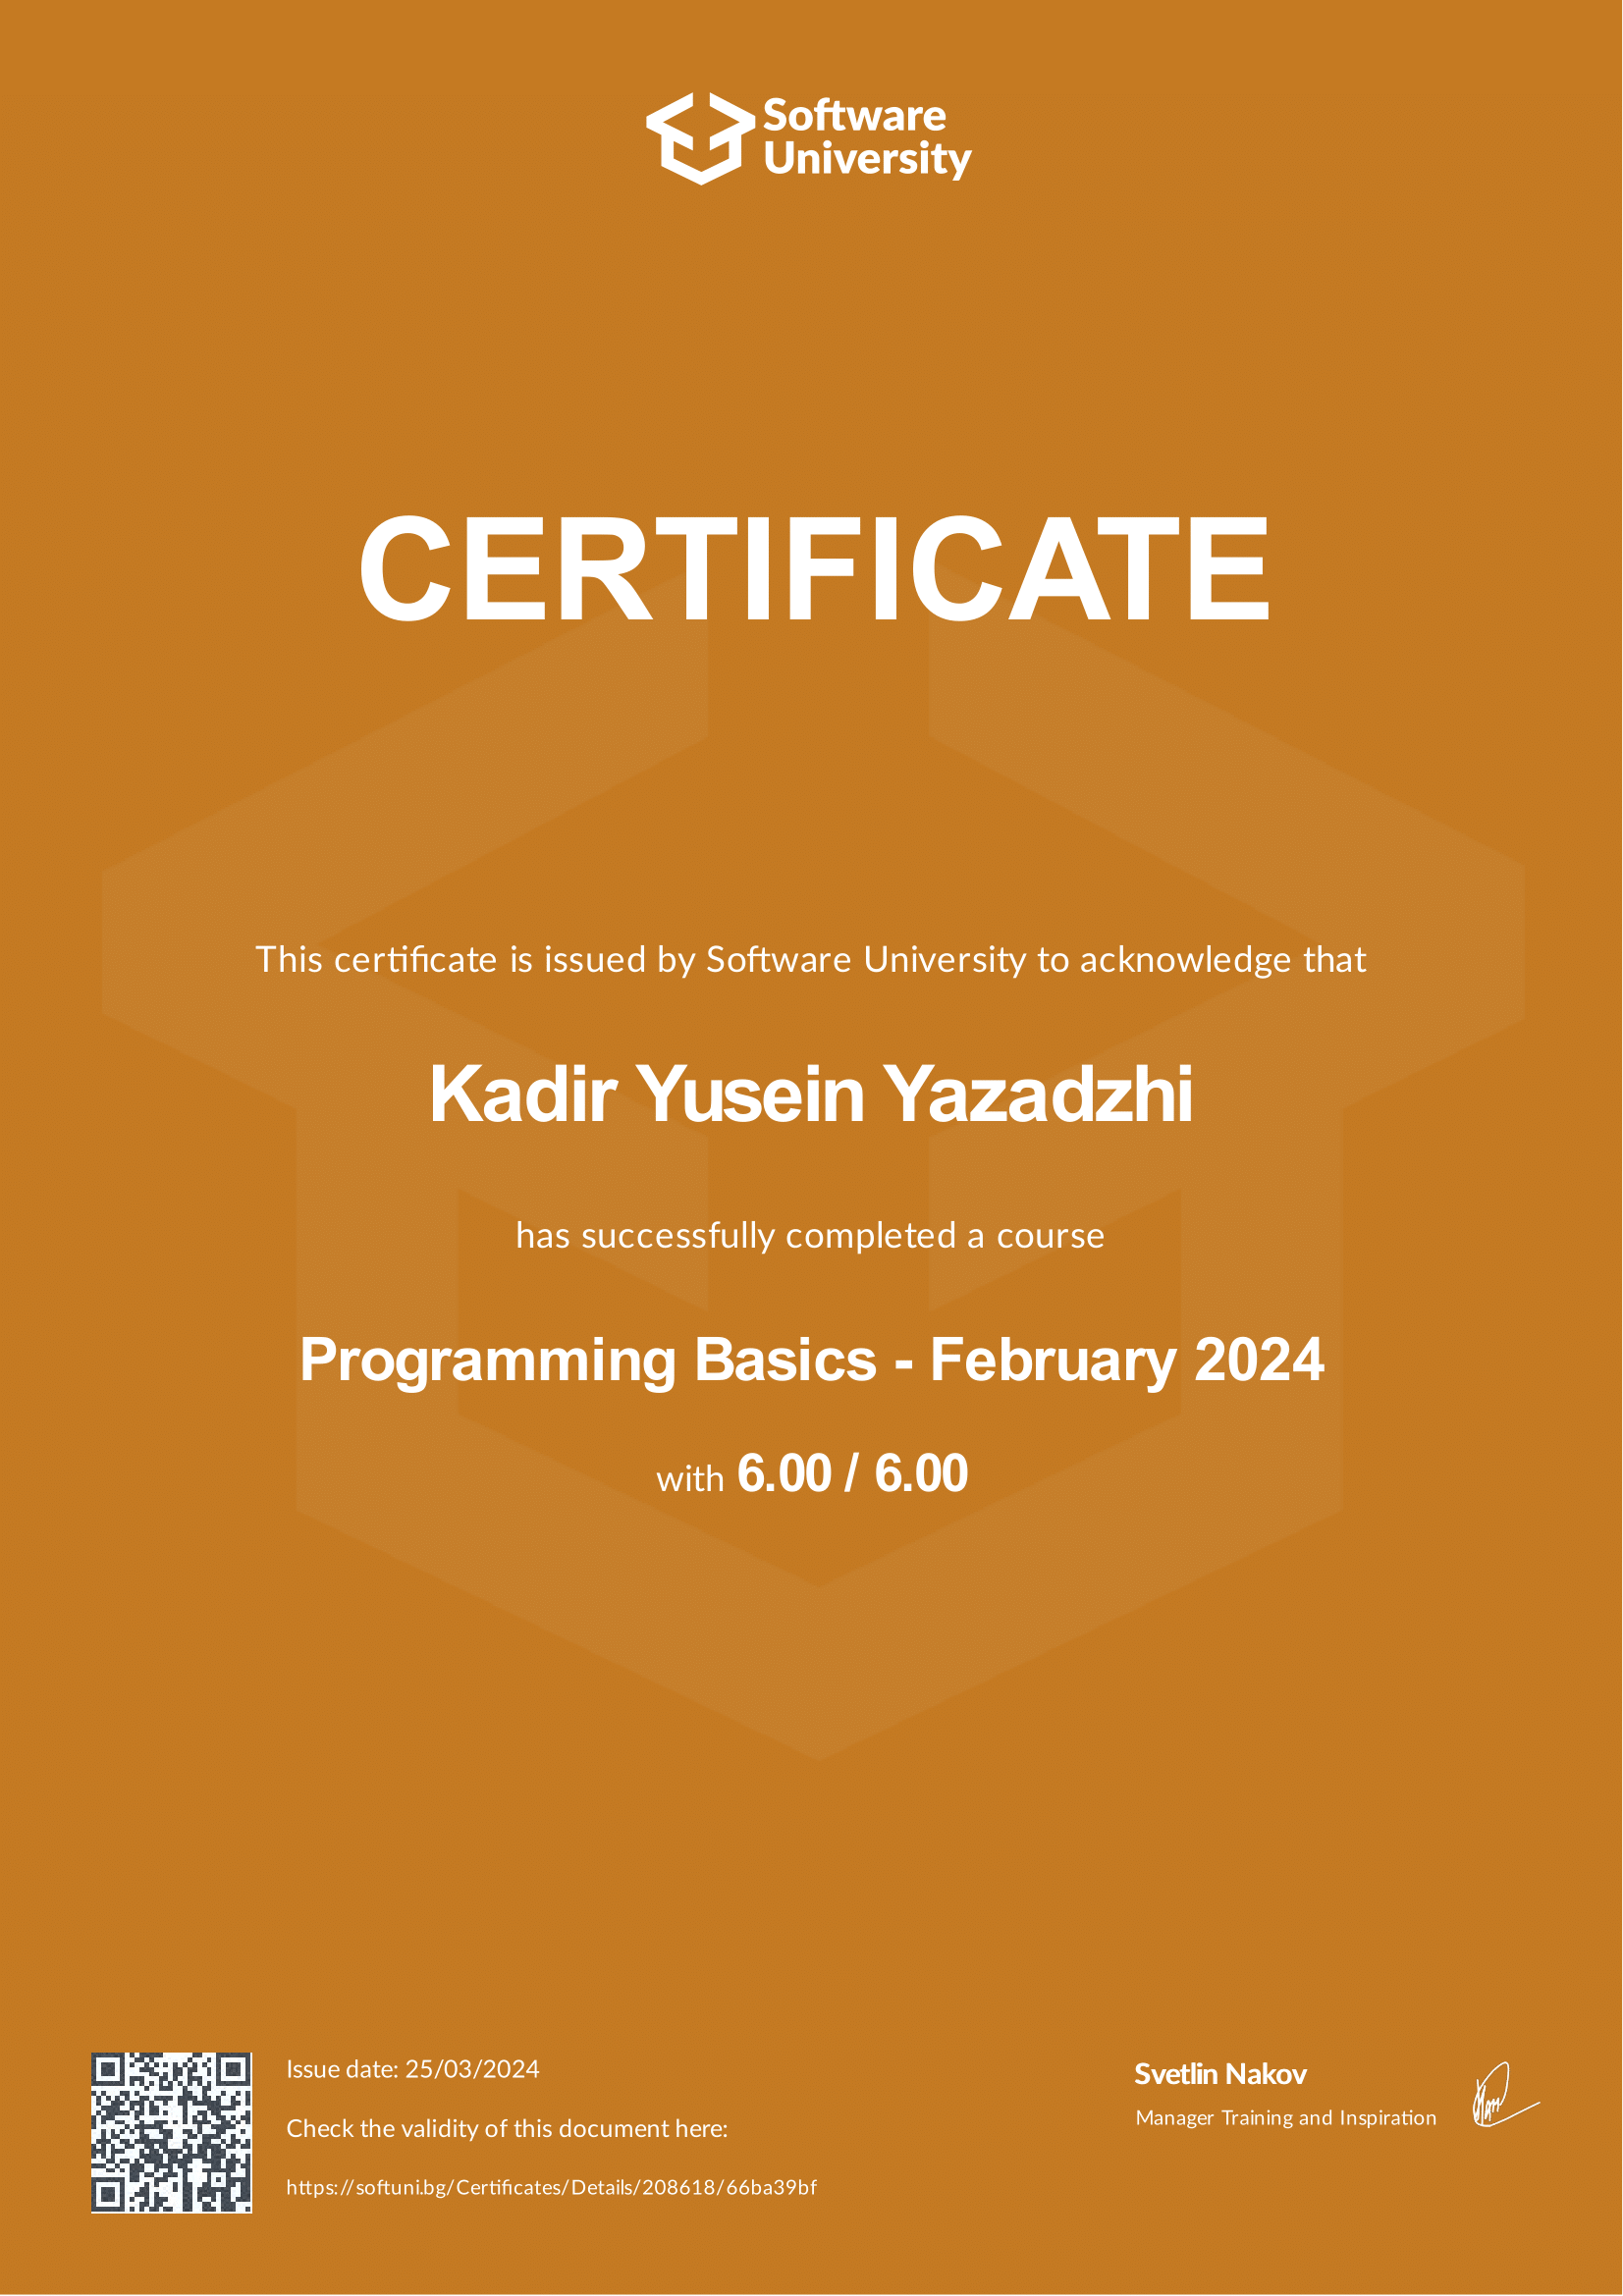 Software
University
CERTIFICATE
This certificate is issued by Software University to acknowledge that
Kadir Yusein Yazadzhi
has successfully completed a course
Programming Basics - February 2024
with 6.00 / 6.00
Issue date: 25/03/2024
Check the validity of this document here:
https://softuni.bg/Certificates/Details/208618/66ba39bf
Svetlin Nakov
Manager Training and Inspiration